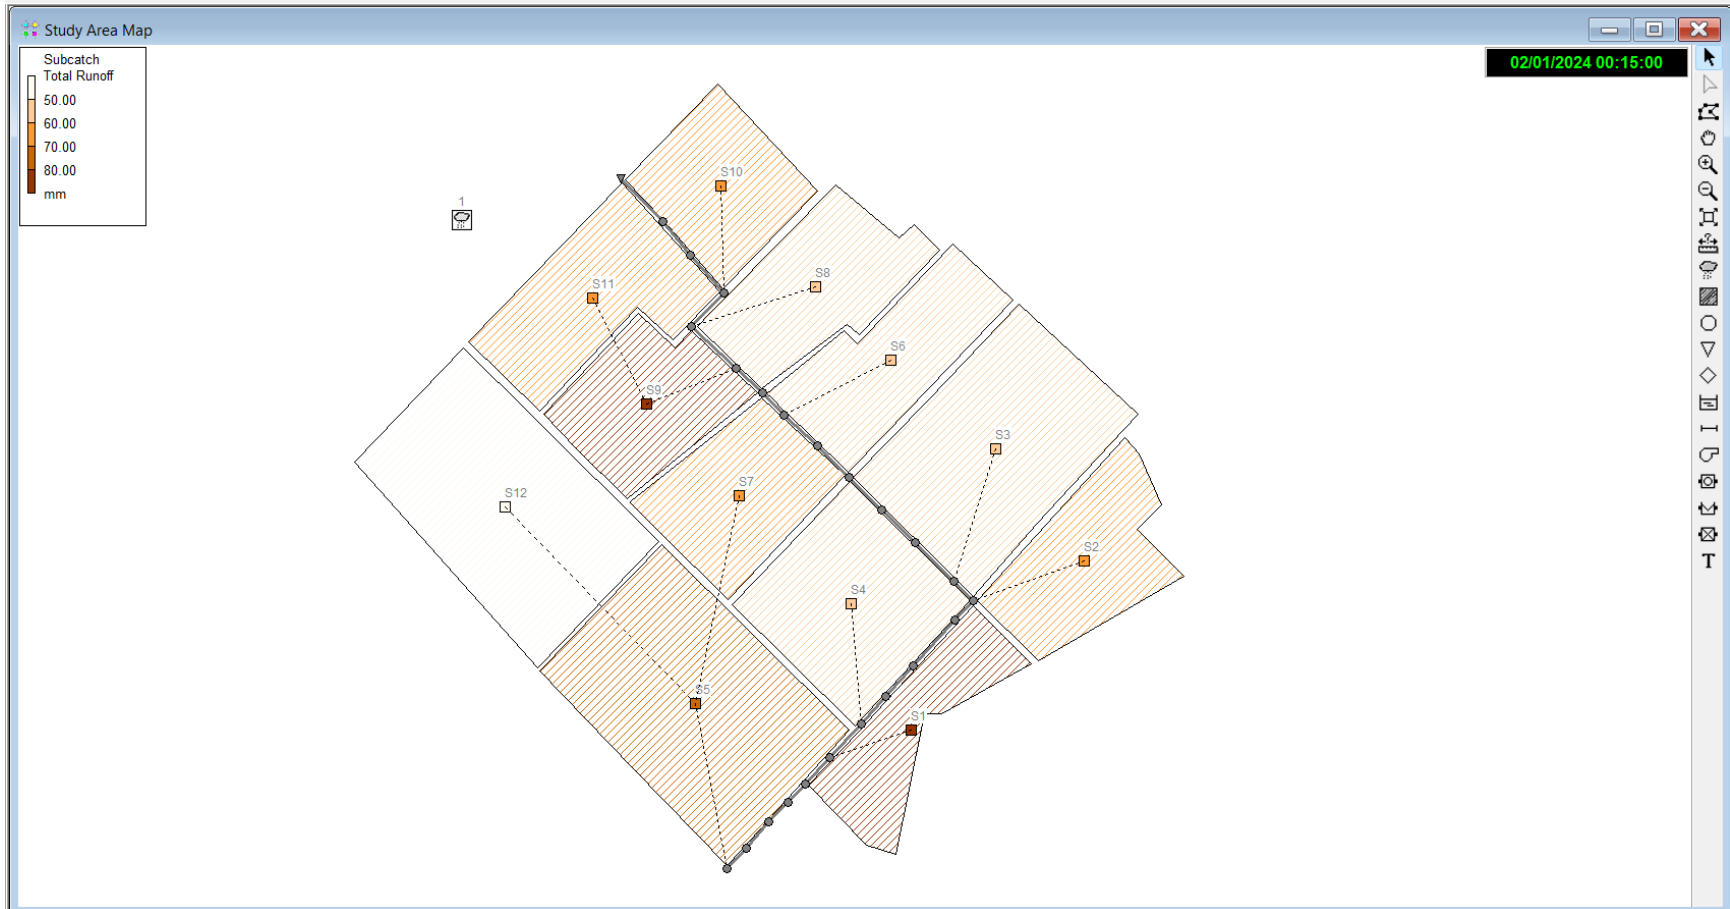 Study Area Map
Subcatch
Total Runoff
50.00
60.00
70.00
80.00
mm
02/01/2024 00:15:00
1
S10
S8
S11
S6
S9
S3
S7
S12
S2
S4
S5
S1
T